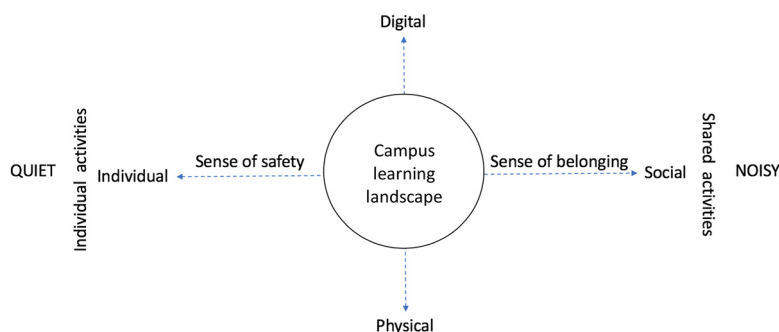 Digital
QUIET
Individual activities
Individual
Sense of safety
Campus
learning
landscape
Sense of belonging
Social
Shared activities
NOISY
Physical